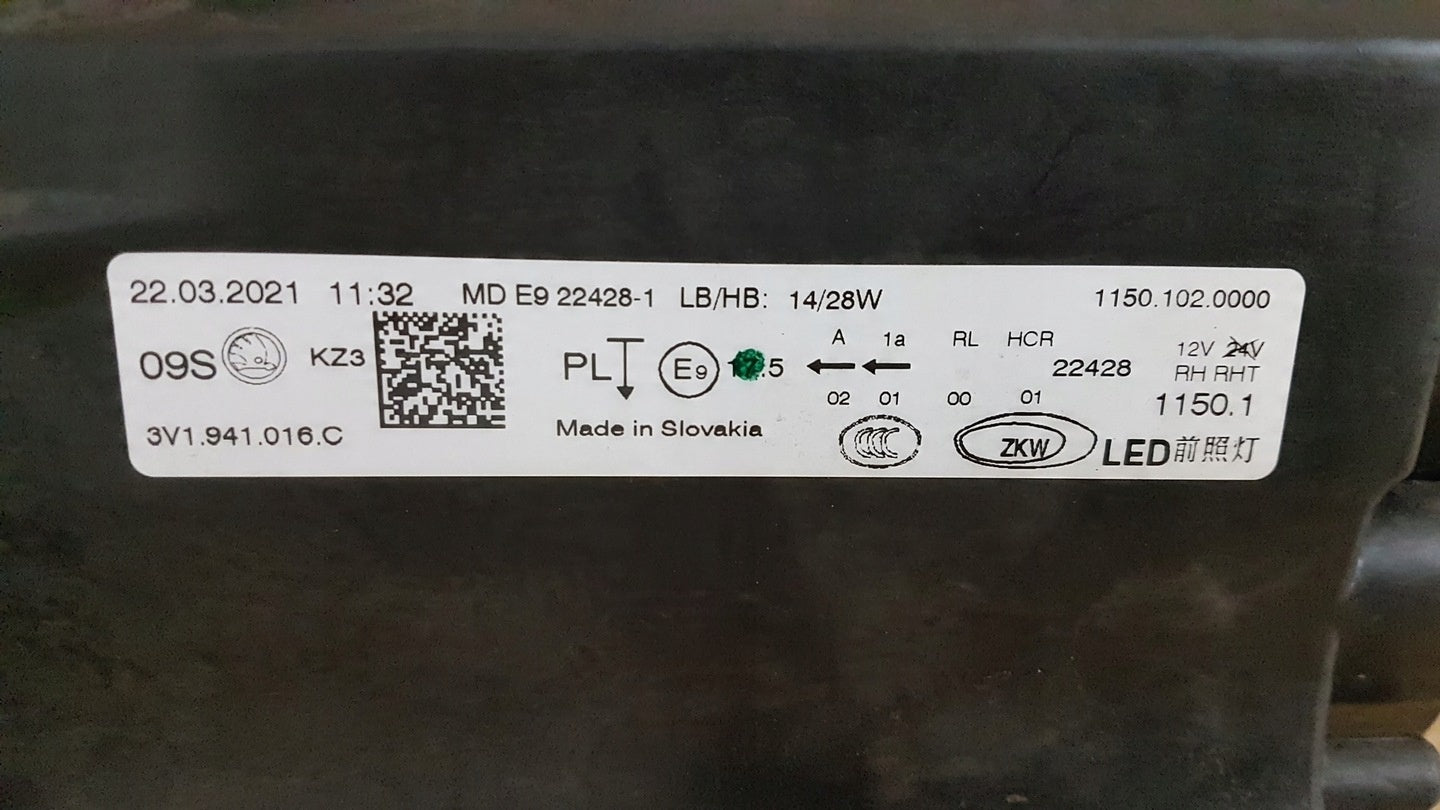 22.03.2021 11:32 MD E9 22428-1 LB/HB: 14/28W 1150.102.0000
A 1a RL HCR
12V 24V
09S KZ3 PL E9 22428
RH RHT
02 01 00 01
1150.1
3V1.941.016.C Made in Slovakia CCC ZKW LED前照灯